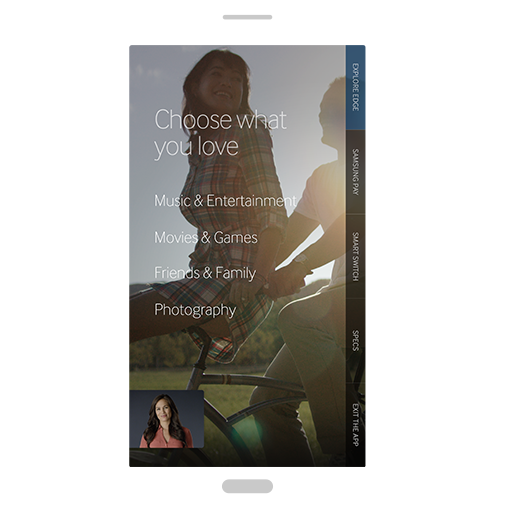 Choose what
you love
Music & Entertainment
Movies & Games
Friends & Family
Photography
EXPLORE EDGE
SAMSUNG PAY
SMART SWITCH
SPECS
EXIT THE APP